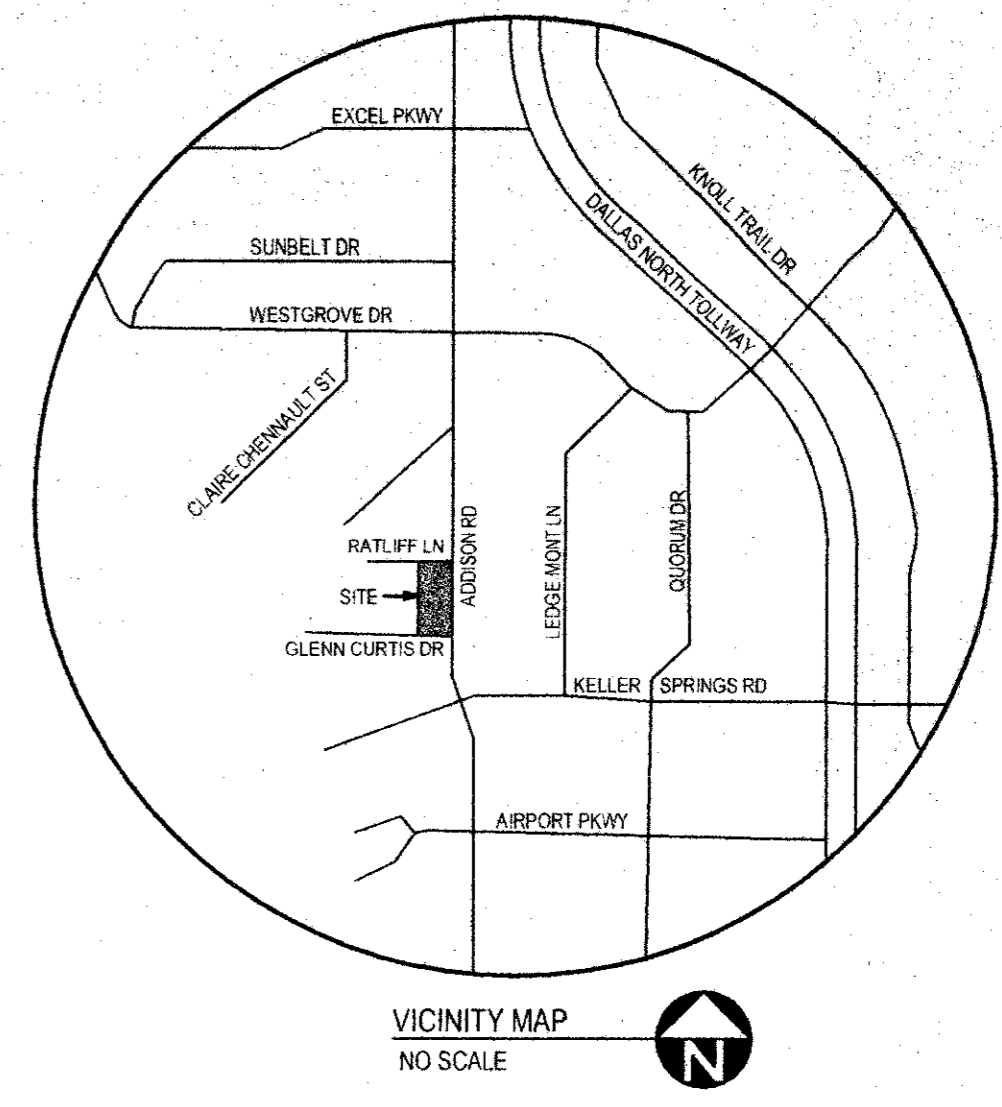 EXCEL PKWY
KNOLL TRAIL DR
DALLAS NORTH TOLLWAY
SUNBELT DR
WESTGROVE DR
CLAIRE CHENNAULT ST
ADDISON RD
LEDGE MONT LN
QUORUM DR
RATLIFF LN
SITE
GLENN CURTIS DR
KELLER SPRINGS RD
AIRPORT PKWY
VICINITY MAP
NO SCALE
N